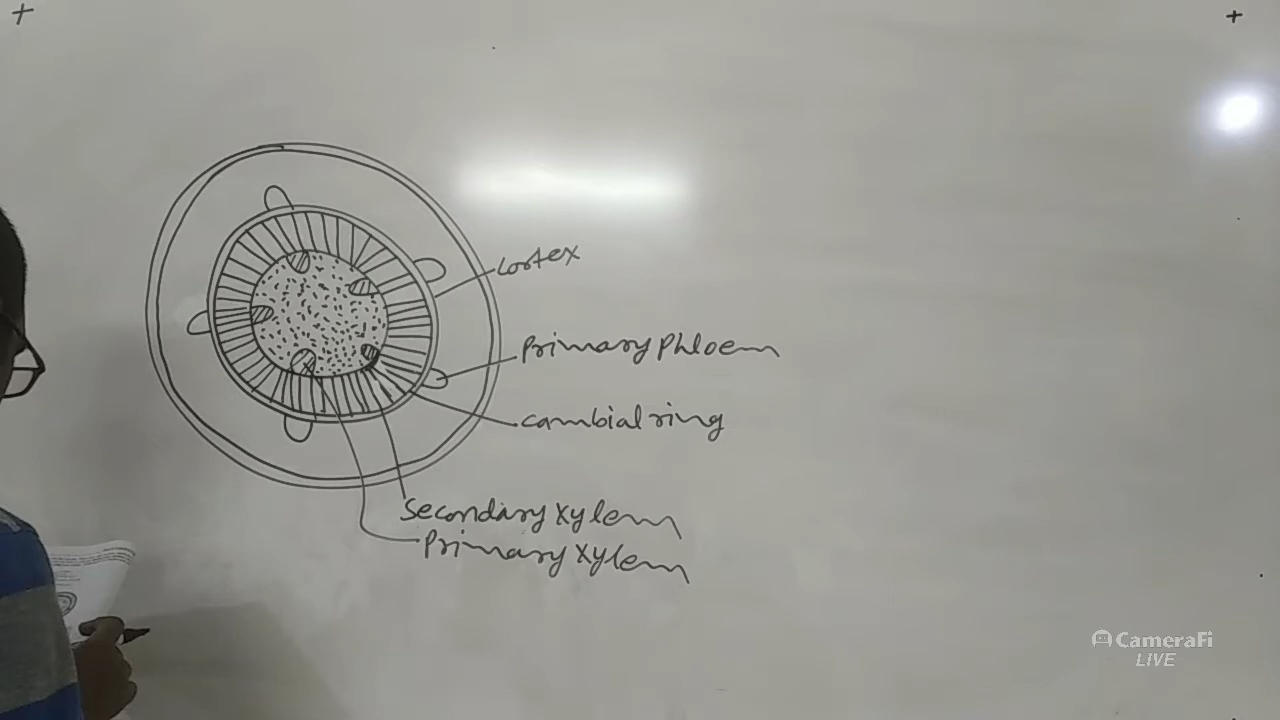 cortex
Primary Phloem
cambial ring
Secondary Xylem
Primary Xylem
CameraFi
LIVE